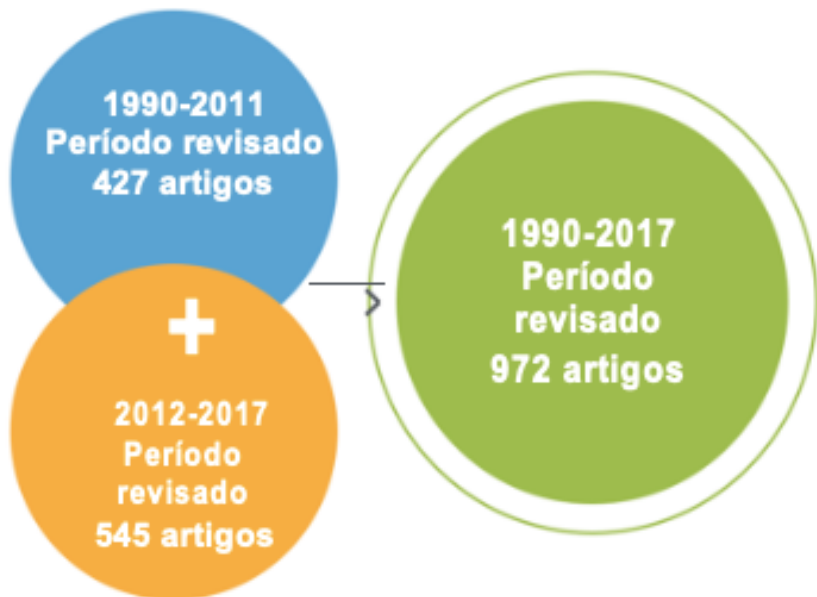 1990-2011
Período revisado
427 artigos
+
2012-2017
Período
revisado
545 artigos
1990-2017
Período
revisado
972 artigos